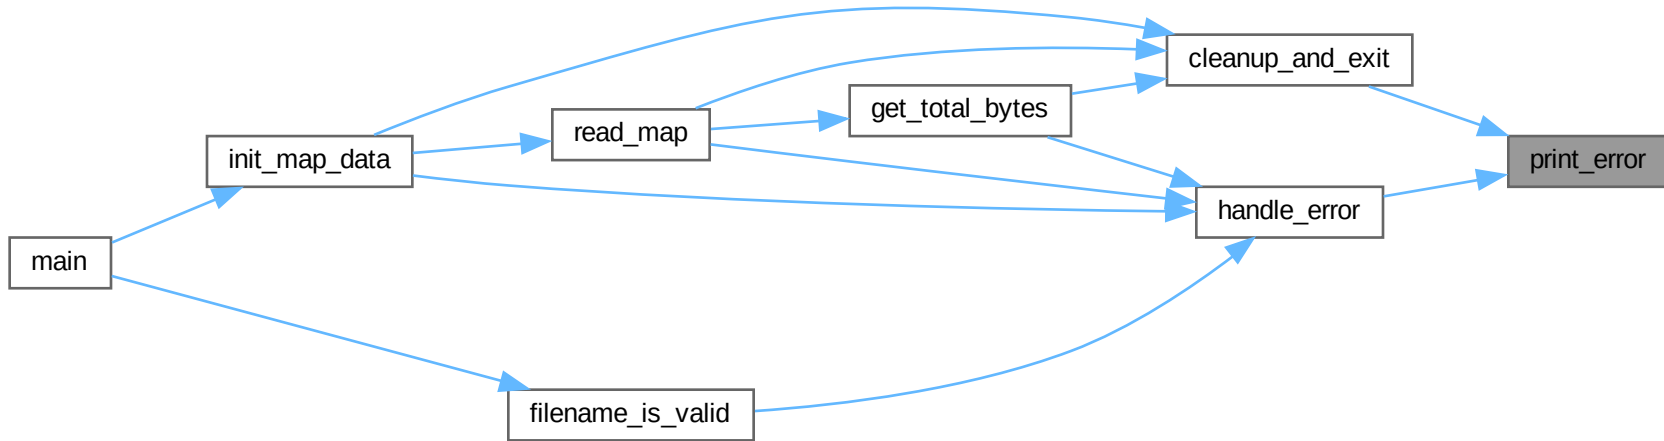 cleanup_and_exit
get_total_bytes
read_map
init_map_data
print_error
handle_error
main
filename_is_valid